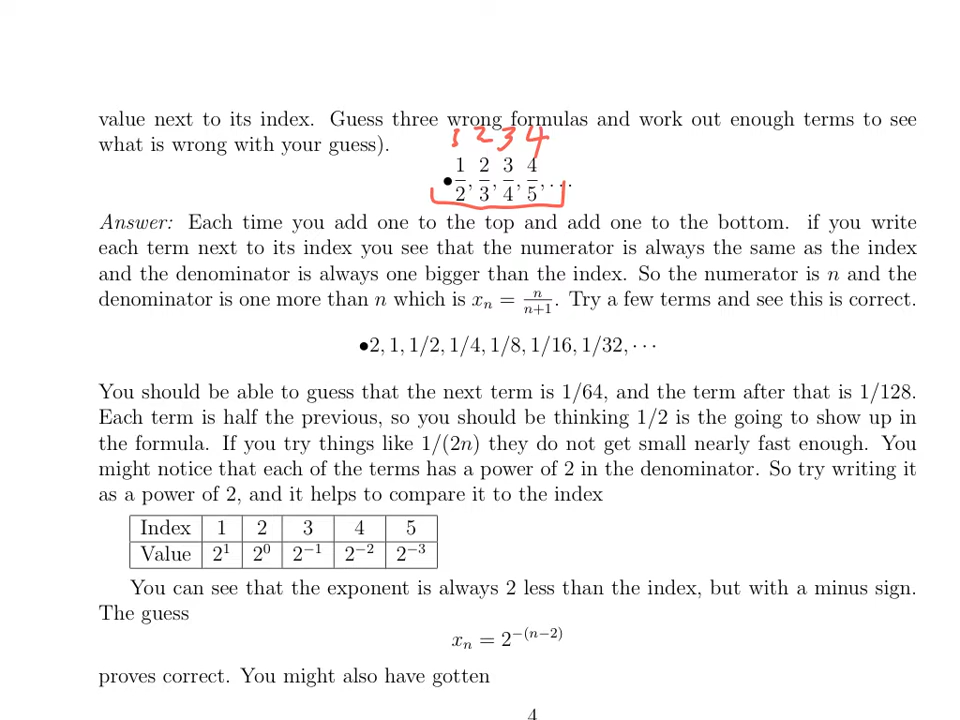 value next to its index. Guess three wrong formulas and work out enough terms to see
what is wrong with your guess).
1 2 3 4
•1/2, 2/3, 3/4, 4/5, ...
Answer: Each time you add one to the top and add one to the bottom. if you write
each term next to its index you see that the numerator is always the same as the index
and the denominator is always one bigger than the index. So the numerator is n and the
denominator is one more than n which is xₙ = n/(n+1). Try a few terms and see this is correct.
•2, 1, 1/2, 1/4, 1/8, 1/16, 1/32, ···
You should be able to guess that the next term is 1/64, and the term after that is 1/128.
Each term is half the previous, so you should be thinking 1/2 is the going to show up in
the formula. If you try things like 1/(2n) they do not get small nearly fast enough. You
might notice that each of the terms has a power of 2 in the denominator. So try writing it
as a power of 2, and it helps to compare it to the index
Index 1 2 3 4 5
Value 2¹ 2⁰ 2⁻¹ 2⁻² 2⁻³
You can see that the exponent is always 2 less than the index, but with a minus sign.
The guess
xₙ = 2⁻⁽ⁿ⁻²⁾
proves correct. You might also have gotten
4